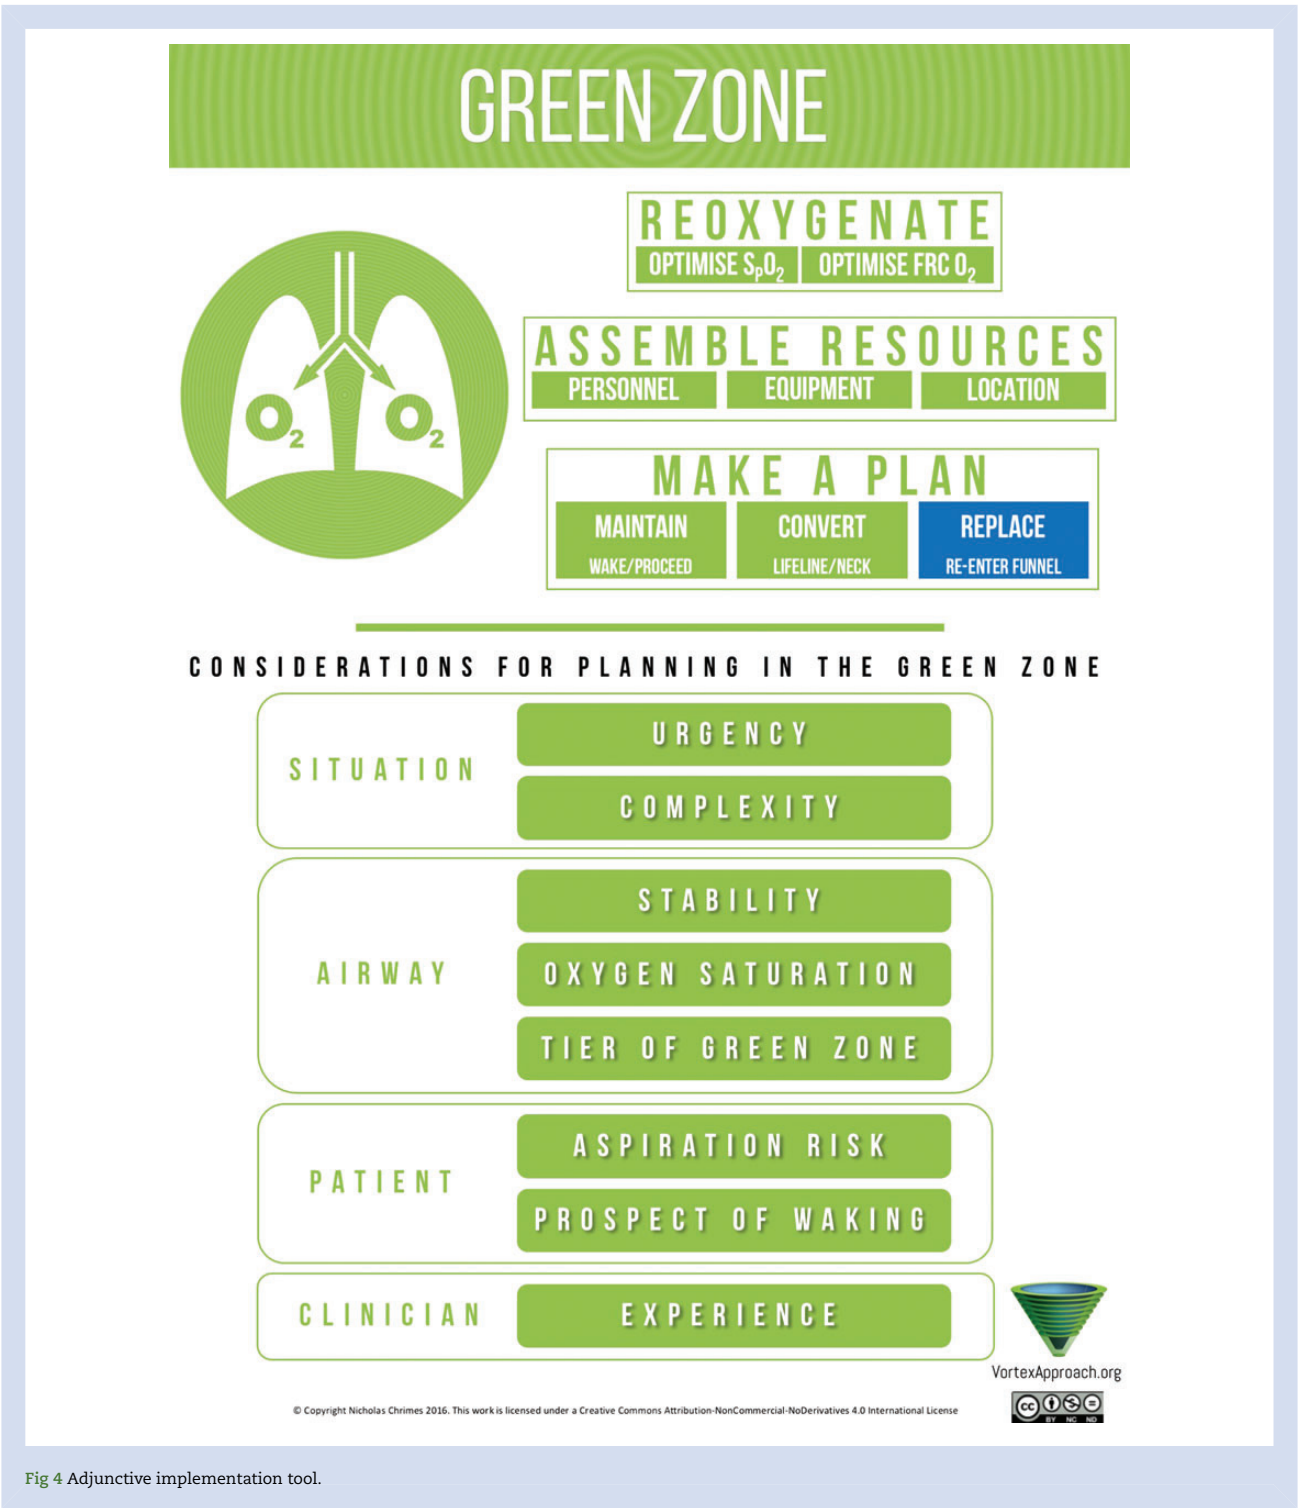 GREEN ZONE
O2 O2
REOXYGENATE
OPTIMISE SpO2 OPTIMISE FRC O2
ASSEMBLE RESOURCES
PERSONNEL EQUIPMENT LOCATION
MAKE A PLAN
MAINTAIN CONVERT REPLACE
WAKE/PROCEED LIFELINE/NECK RE-ENTER FUNNEL
CONSIDERATIONS FOR PLANNING IN THE GREEN ZONE
SITUATION
URGENCY
COMPLEXITY
AIRWAY
STABILITY
OXYGEN SATURATION
TIER OF GREEN ZONE
PATIENT
ASPIRATION RISK
PROSPECT OF WAKING
CLINICIAN
EXPERIENCE
VortexApproach.org
© Copyright Nicholas Chrimes 2016. This work is licensed under a Creative Commons Attribution-NonCommercial-NoDerivatives 4.0 International License
cc $ =
BY NC ND
Fig 4 Adjunctive implementation tool.